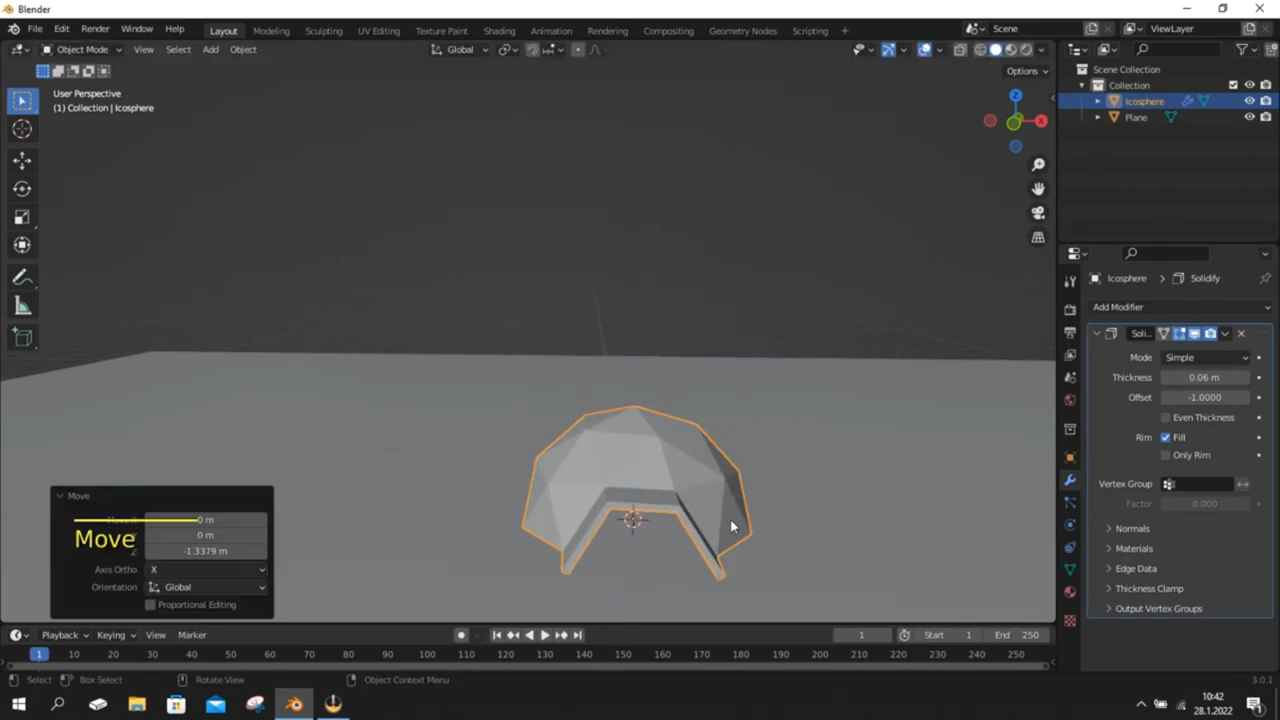 Blender
File Edit Render Window Help Layout Modeling Sculpting UV Editing Texture Paint Shading Animation Rendering Compositing Geometry Nodes Scripting + Scene ViewLayer
Object Mode View Select Add Object Global
Options
User Perspective
(1) Collection | Icosphere
Z
X
Scene Collection
Collection
Icosphere
Plane
Icosphere > Solidify
Add Modifier
Soli...
Mode Simple
Thickness 0.06 m
Offset -1.0000
Even Thickness
Rim Fill
Only Rim
Vertex Group
Factor 0.000
Normals
Materials
Edge Data
Thickness Clamp
Output Vertex Groups
Move
0 m
Move
0 m
Z -1.3379 m
Axis Ortho X
Orientation Global
Proportional Editing
Playback Keying View Marker 1 Start 1 End 250
1 10 20 30 40 50 60 70 80 90 100 110 120 130 140 150 160 170 180 190 200 210 220 230 240 250
Select Box Select Rotate View Object Context Menu 3.0.1
10:42
28.1.2022
1